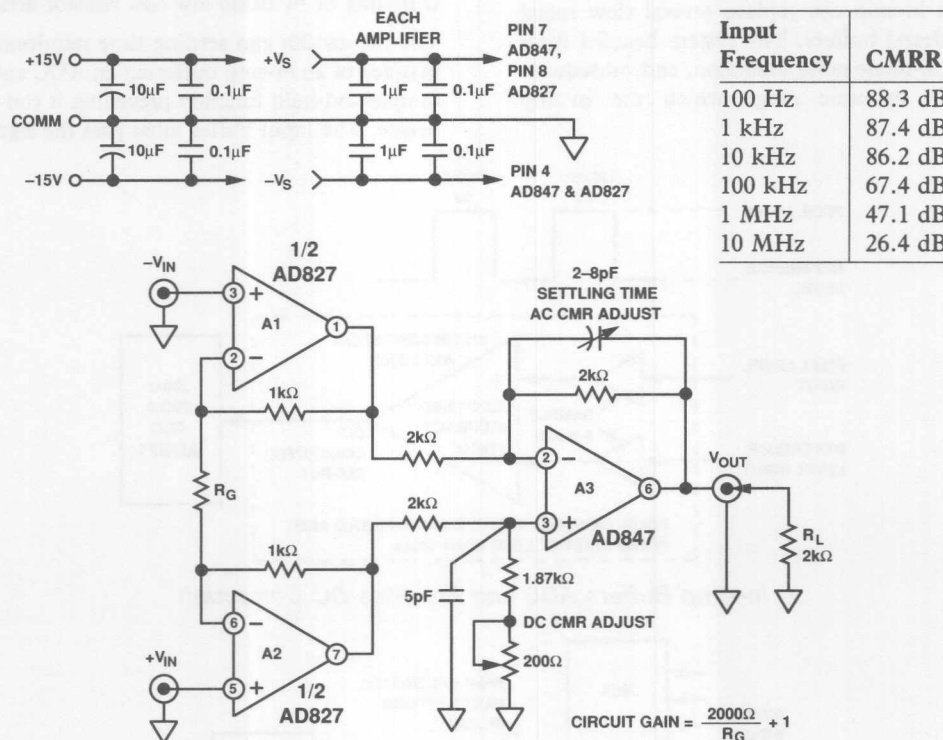 EACH
AMPLIFIER
+15V
+VS
PIN 7
AD847,
PIN 8
AD827
10µF
0.1µF
1µF
0.1µF
COMM
10µF
0.1µF
1µF
0.1µF
–15V
–VS
PIN 4
AD847 & AD827
Input
Frequency CMRR
100 Hz 88.3 dB
1 kHz 87.4 dB
10 kHz 86.2 dB
100 kHz 67.4 dB
1 MHz 47.1 dB
10 MHz 26.4 dB
–VIN
1/2
AD827
3 +
A1
1
2 –
1kΩ
2–8pF
SETTLING TIME
AC CMR ADJUST
2kΩ
2kΩ
2 –
A3
6
3 +
AD847
VOUT
RL
2kΩ
RG
2kΩ
1kΩ
5pF
1.87kΩ
DC CMR ADJUST
200Ω
6 –
A2
7
+VIN
5 +
1/2
AD827
CIRCUIT GAIN = 2000Ω / RG + 1